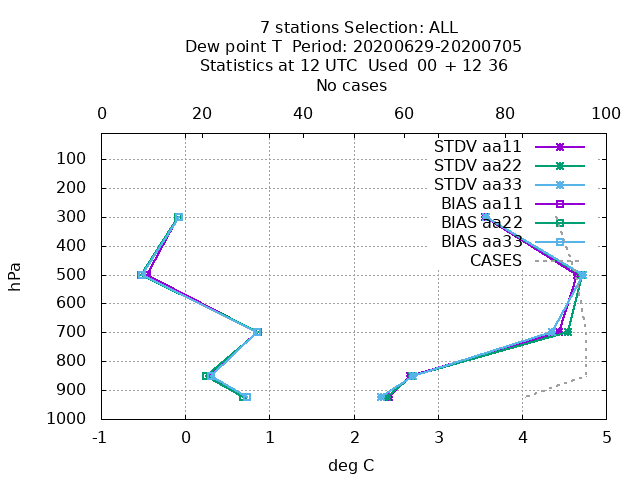 7 stations Selection: ALL
Dew point T  Period: 20200629-20200705
Statistics at 12 UTC  Used  00 + 12 36
No cases
0 20 40 60 80 100
STDV aa11
STDV aa22
STDV aa33
BIAS aa11
BIAS aa22
BIAS aa33
CASES
hPa
100
200
300
400
500
600
700
800
900
1000
-1 0 1 2 3 4 5
deg C